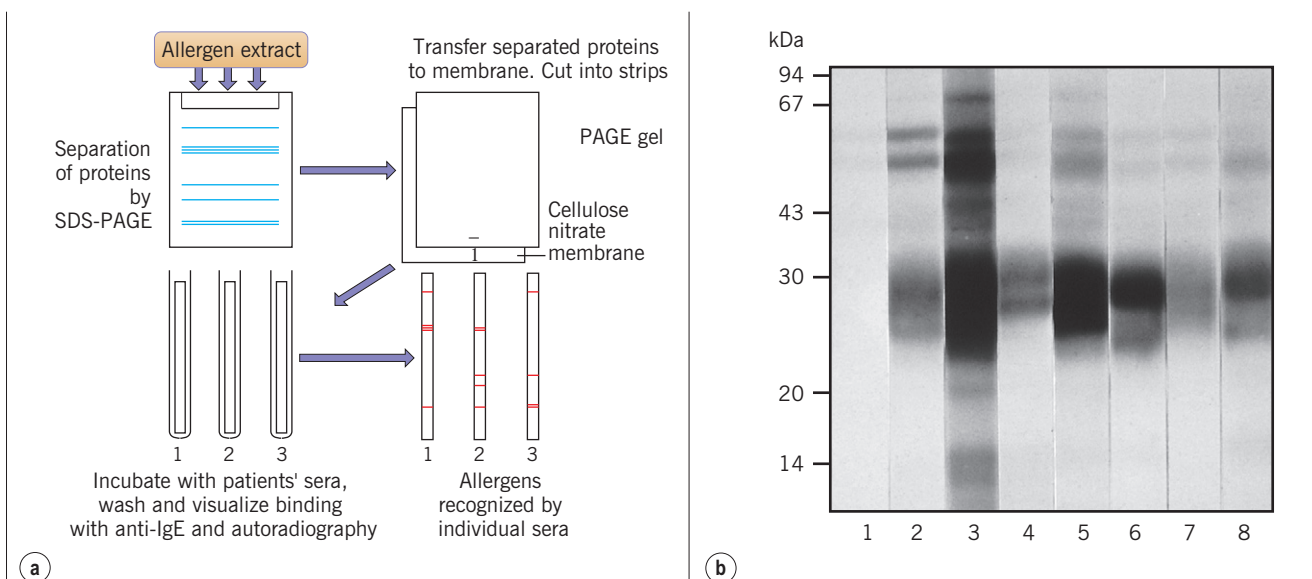 Allergen extract
Separation
of proteins
by
SDS-PAGE
Transfer separated proteins
to membrane. Cut into strips
PAGE gel
Cellulose
nitrate
membrane
1
1 2 3
Incubate with patients' sera,
wash and visualize binding
with anti-IgE and autoradiography
1 2 3
Allergens
recognized by
individual sera
a
kDa
94
67
43
30
20
14
1 2 3 4 5 6 7 8
b